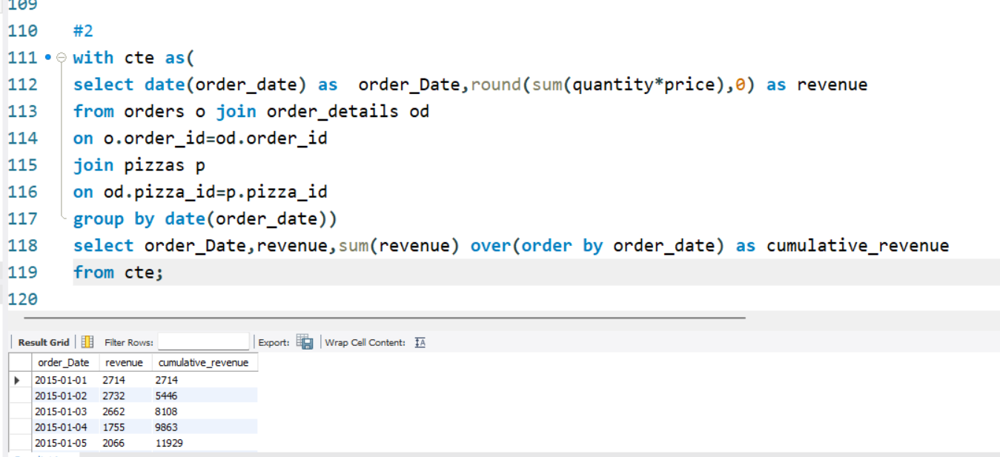 109
110 #2
111 with cte as(
112 select date(order_date) as  order_Date,round(sum(quantity*price),0) as revenue
113 from orders o join order_details od
114 on o.order_id=od.order_id
115 join pizzas p
116 on od.pizza_id=p.pizza_id
117 group by date(order_date))
118 select order_Date,revenue,sum(revenue) over(order by order_date) as cumulative_revenue
119 from cte;
120
Result Grid Filter Rows: Export: Wrap Cell Content: IA
order_Date revenue cumulative_revenue
2015-01-01 2714 2714
2015-01-02 2732 5446
2015-01-03 2662 8108
2015-01-04 1755 9863
2015-01-05 2066 11929